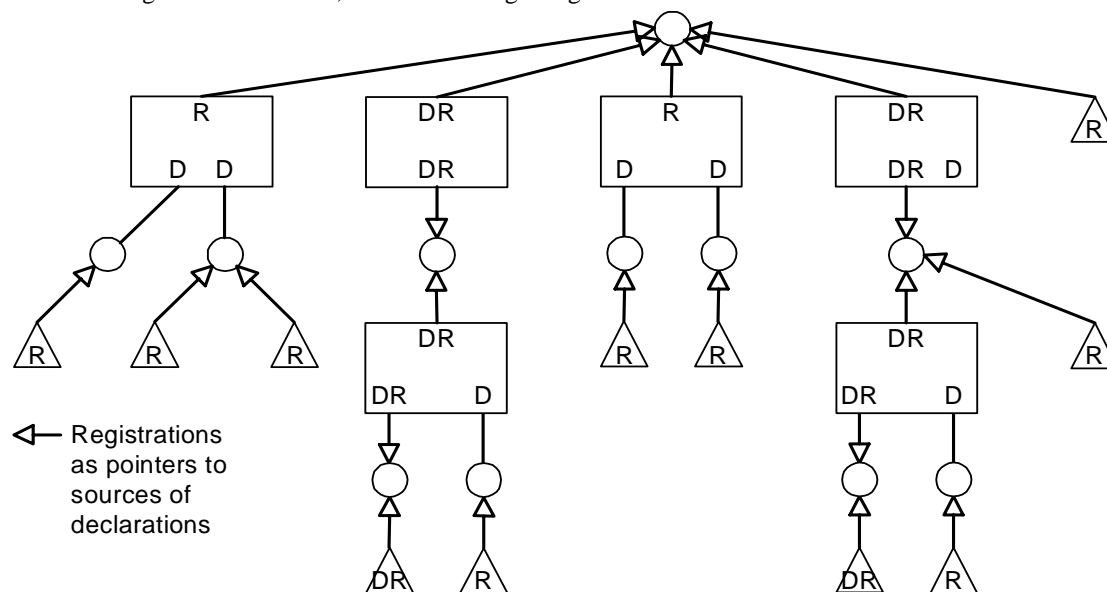 R
DR
R
DR
R
D D
DR
D D
DR D
R
R
R
DR
R
R
DR
R
DR D
DR D
Registrations
as pointers to
sources of
declarations
DR
R
DR
R